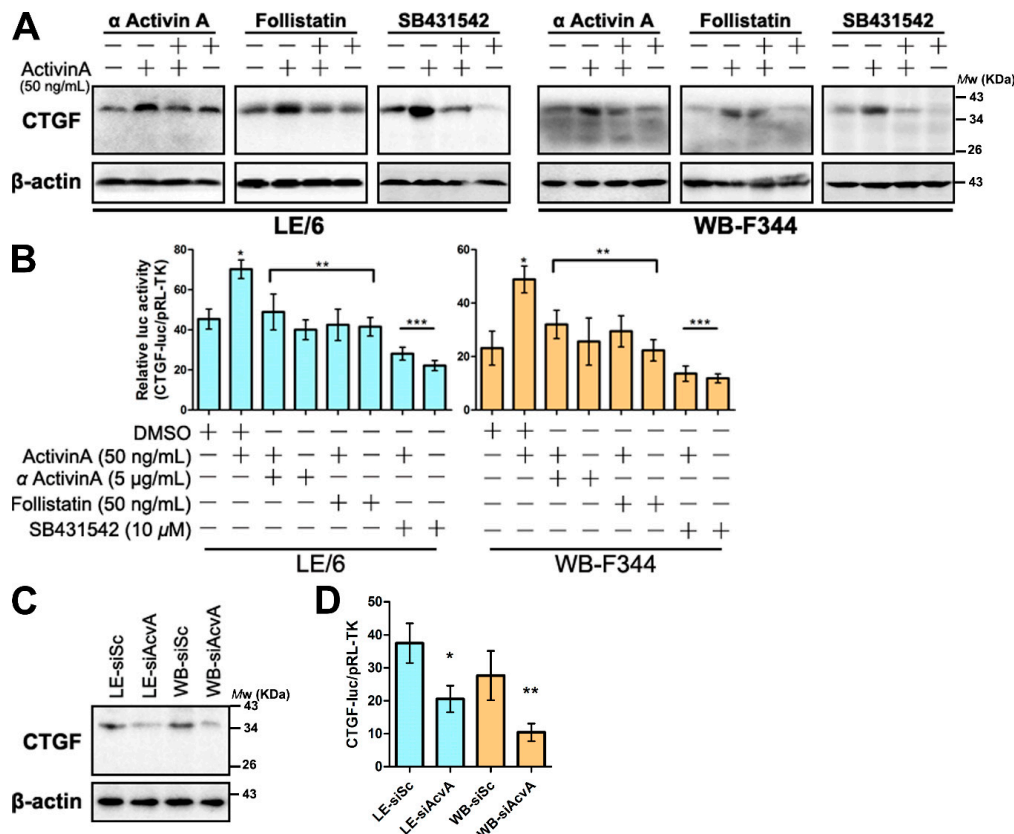 A
α Activin A Follistatin SB431542 α Activin A Follistatin SB431542
− − + + − − + + − − + + − − + + − − + + − − + +
ActivinA − + + − − + + − − + + − − + + − − + + − − + + −
(50 ng/mL)
Mw (KDa)
CTGF
43
34
26
β-actin
43
LE/6 WB-F344
B
Relative luc activity
(CTGF-luc/pRL-TK)
80
60
40
20
0
*
**
***
60
40
20
0
*
**
***
DMSO + + − − − − − − + + − − − − − −
ActivinA (50 ng/mL) − + + − + − + − − + + − + − + −
α ActivinA (5 μg/mL) − − + + − − − − − − + + − − − −
Follistatin (50 ng/mL) − − − − + + − − − − − − + + − −
SB431542 (10 μM) − − − − − − + + − − − − − − + +
LE/6 WB-F344
C
LE-siSc
LE-siAcvA
WB-siSc
WB-siAcvA
Mw (KDa)
CTGF
43
34
26
β-actin
43
D
CTGF-luc/pRL-TK
50
40
30
20
10
0
*
**
LE-siSc
LE-siAcvA
WB-siSc
WB-siAcvA